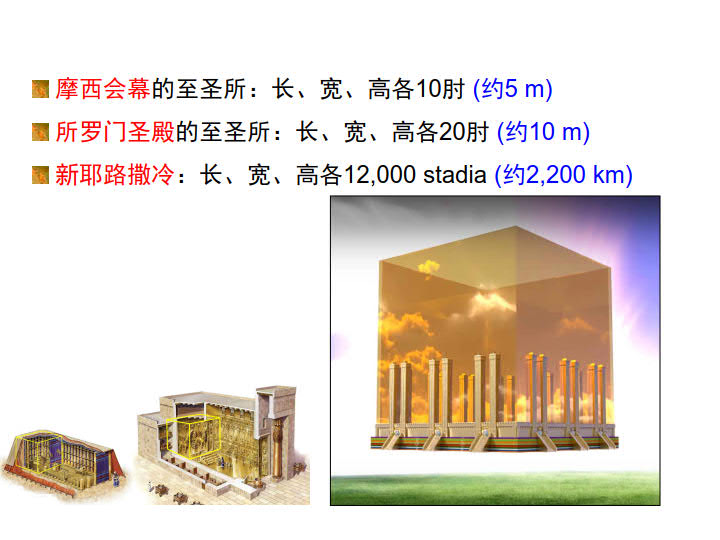 摩西会幕的至圣所：长、宽、高各10肘 (约5 m)
所罗门圣殿的至圣所：长、宽、高各20肘 (约10 m)
新耶路撒冷：长、宽、高各12,000 stadia (约2,200 km)